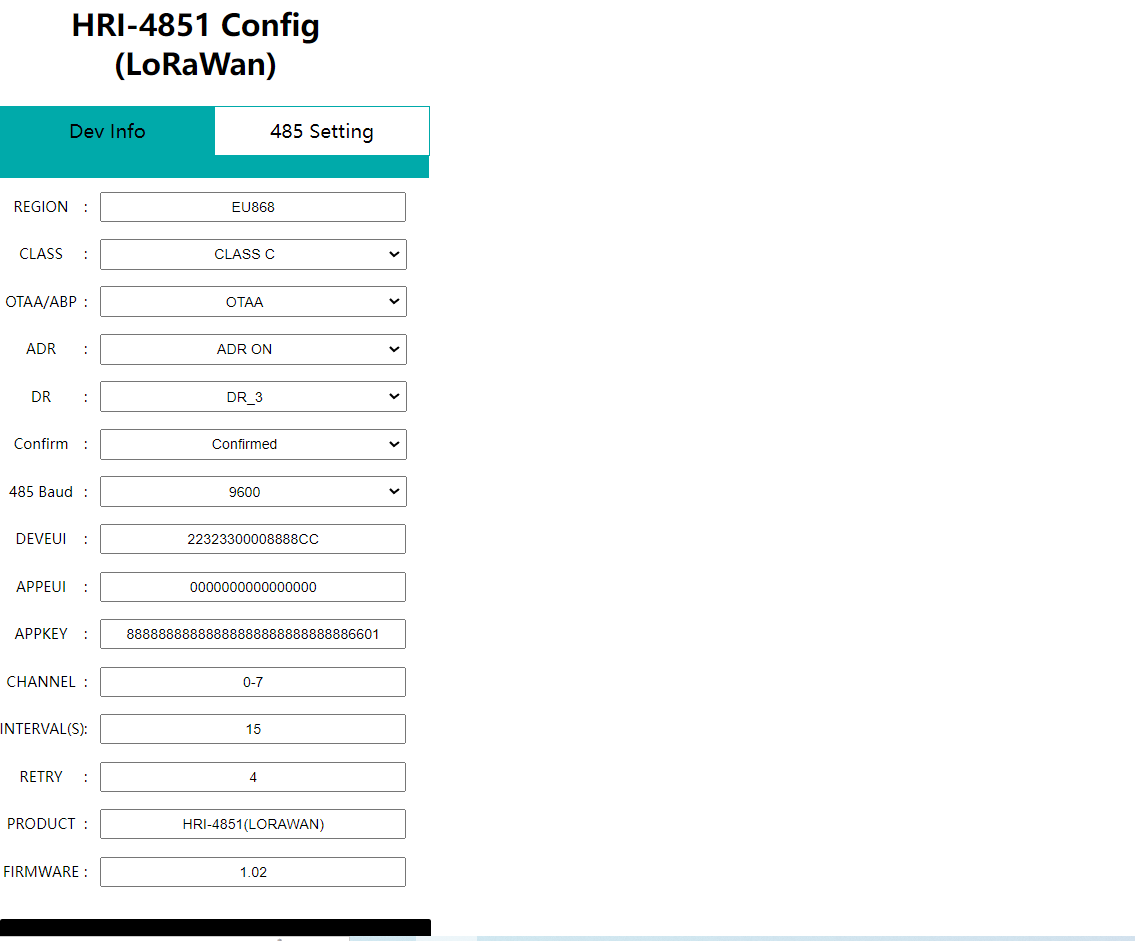 HRI-4851 Config
(LoRaWan)
Dev Info 485 Setting
REGION : EU868
CLASS : CLASS C
OTAA/ABP : OTAA
ADR : ADR ON
DR : DR_3
Confirm : Confirmed
485 Baud : 9600
DEVEUI : 22323300008888CC
APPEUI : 0000000000000000
APPKEY : 88888888888888888888888888886601
CHANNEL : 0-7
INTERVAL(S): 15
RETRY : 4
PRODUCT : HRI-4851(LORAWAN)
FIRMWARE : 1.02